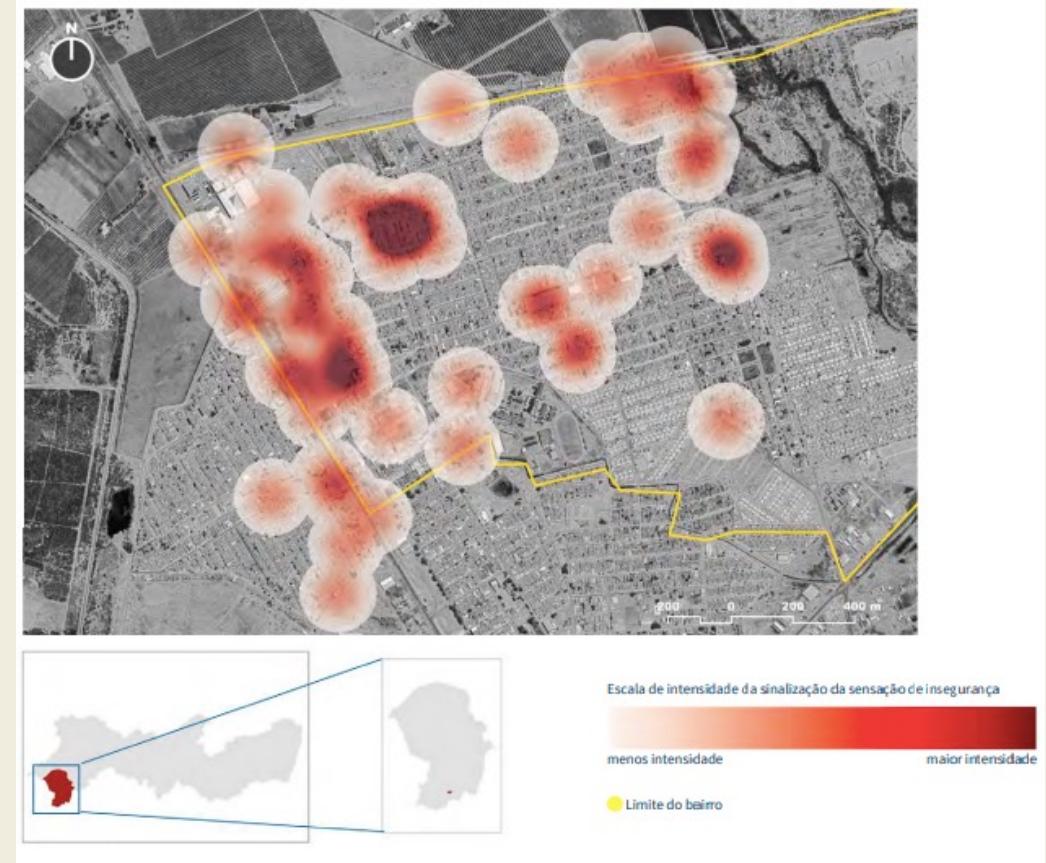 N
200 0 200 400 m
Escala de intensidade da sinalização da sensação de insegurança
menos intensidade maior intensidade
Limite do bairro